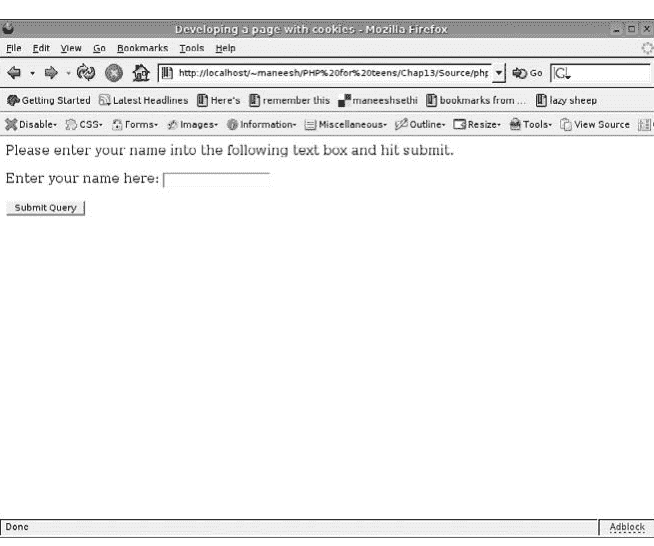 Developing a page with cookies - Mozilla Firefox
File Edit View Go Bookmarks Tools Help
http://localhost/~maneesh/PHP%20for%20teens/Chap13/Source/php Go
Getting Started Latest Headlines Here's remember this maneeshsethi bookmarks from ... lazy sheep
Disable CSS Forms Images Information Miscellaneous Outline Resize Tools View Source
Please enter your name into the following text box and hit submit.
Enter your name here:
Submit Query
Done Adblock